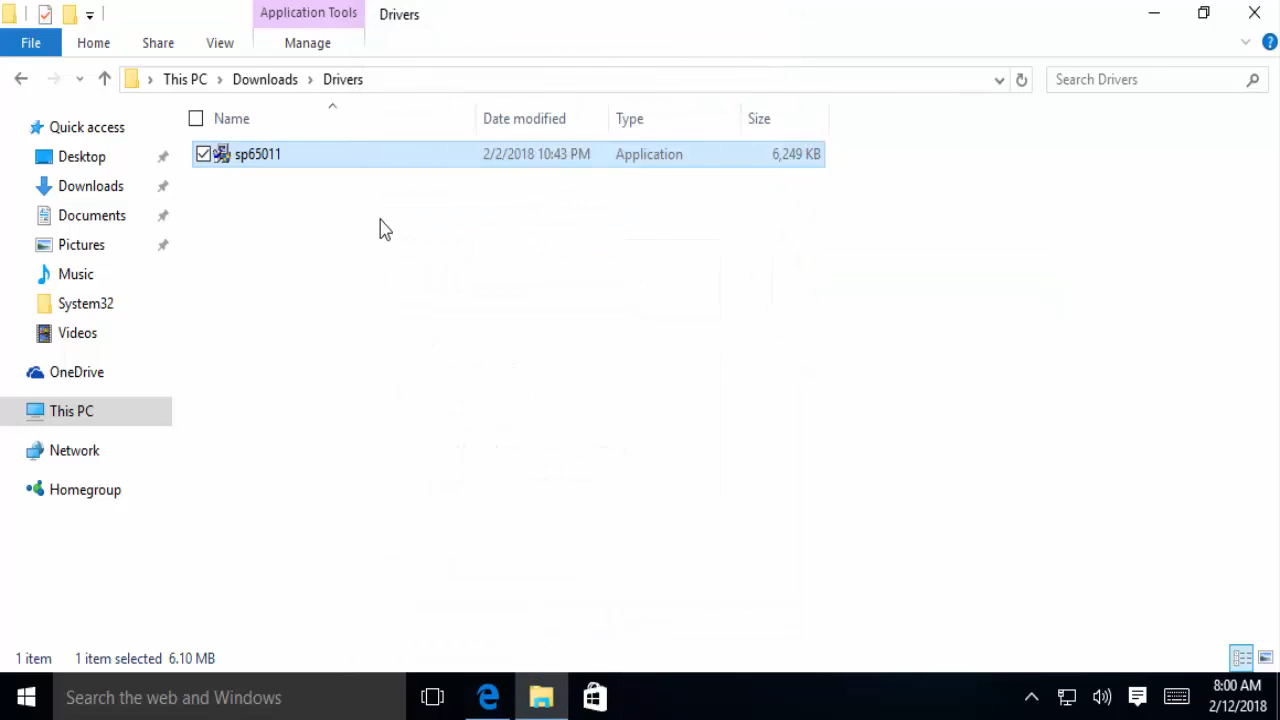 Application Tools
Drivers
File
Home
Share
View
Manage
This PC
Downloads
Drivers
Search Drivers
Name
Date modified
Type
Size
sp65011
2/2/2018 10:43 PM
Application
6,249 KB
Quick access
Desktop
Downloads
Documents
Pictures
Music
System32
Videos
OneDrive
This PC
Network
Homegroup
1 item
1 item selected 6.10 MB
Search the web and Windows
8:00 AM
2/12/2018